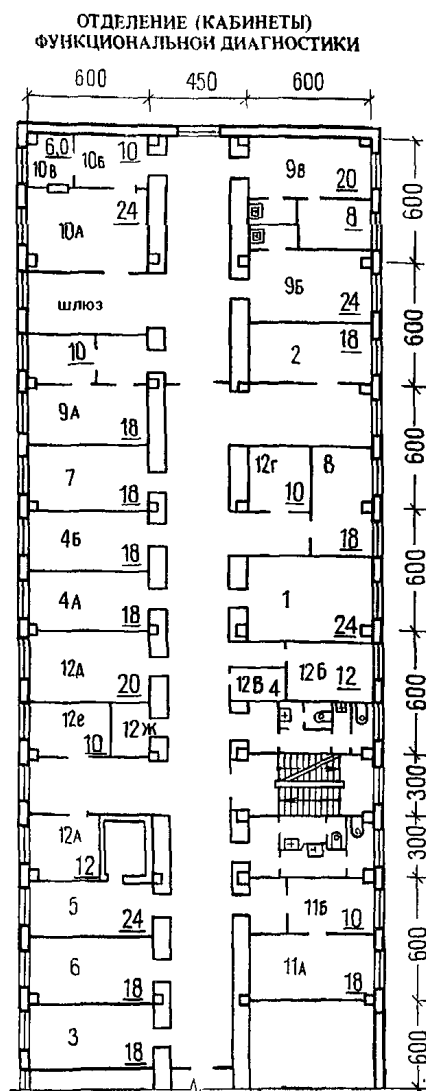 ОТДЕЛЕНИЕ (КАБИНЕТЫ)
ФУНКЦИОНАЛЬНОЙ ДИАГНОСТИКИ
600 450 600
6,0 10 9в
10в 10Б 20
24 8
10А
9Б
24
шлюз 18
10 2
9А
18
12г 8
7 10
18 18
4Б
18
4А 1
18 24
12Д 12Б
20 12В 4 12
12е 12Ж
10
12А
12
5 11Б
24 10
6 11А
18 18
3
18
600
600
600
600
600
300
300
600
600